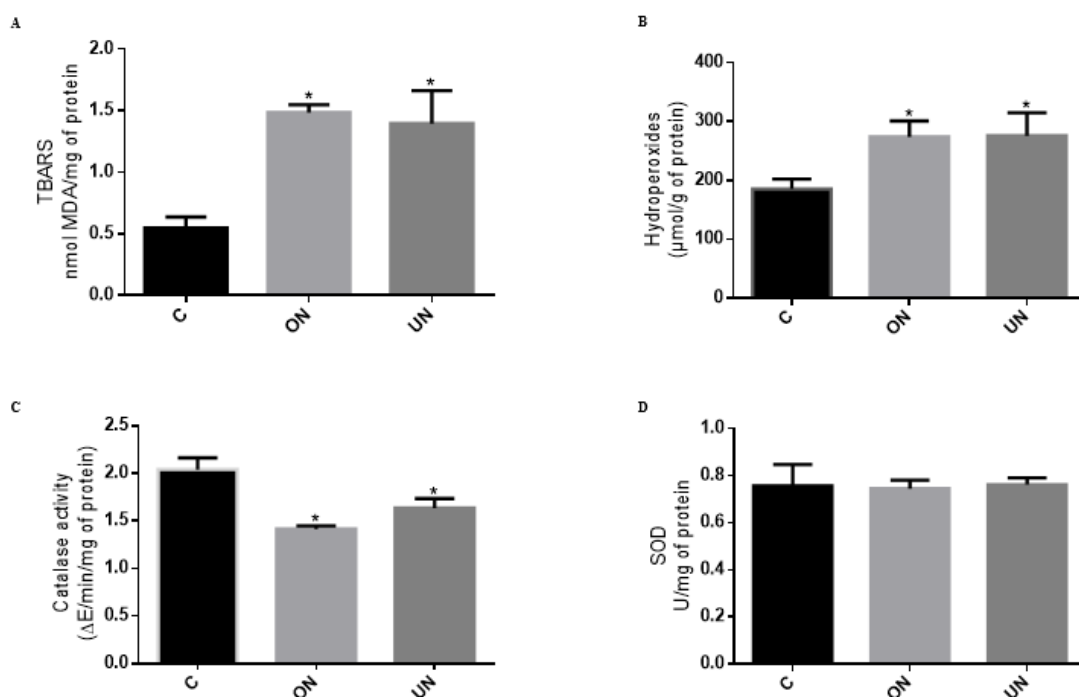 A
TBARS
nmol MDA/mg of protein
2.0
1.5
1.0
0.5
0.0
*
*
C
ON
UN
B
Hydroperoxides
(µmol/g of protein)
400
300
200
100
0
*
*
C
ON
UN
C
Catalase activity
(ΔE/min/mg of protein)
2.5
2.0
1.5
1.0
0.5
0.0
*
*
C
ON
UN
D
SOD
U/mg of protein
1.0
0.8
0.6
0.4
0.2
0.0
C
ON
UN